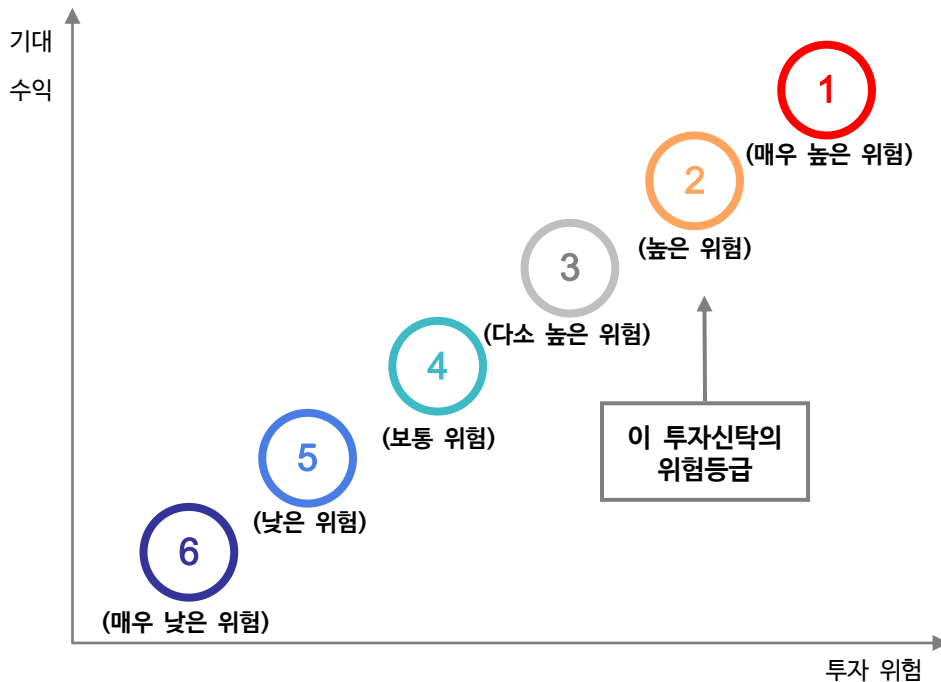 기대
수익
1
(매우 높은 위험)
2
(높은 위험)
3
(다소 높은 위험)
4
(보통 위험)
이 투자신탁의
위험등급
5
(낮은 위험)
6
(매우 낮은 위험)
투자 위험